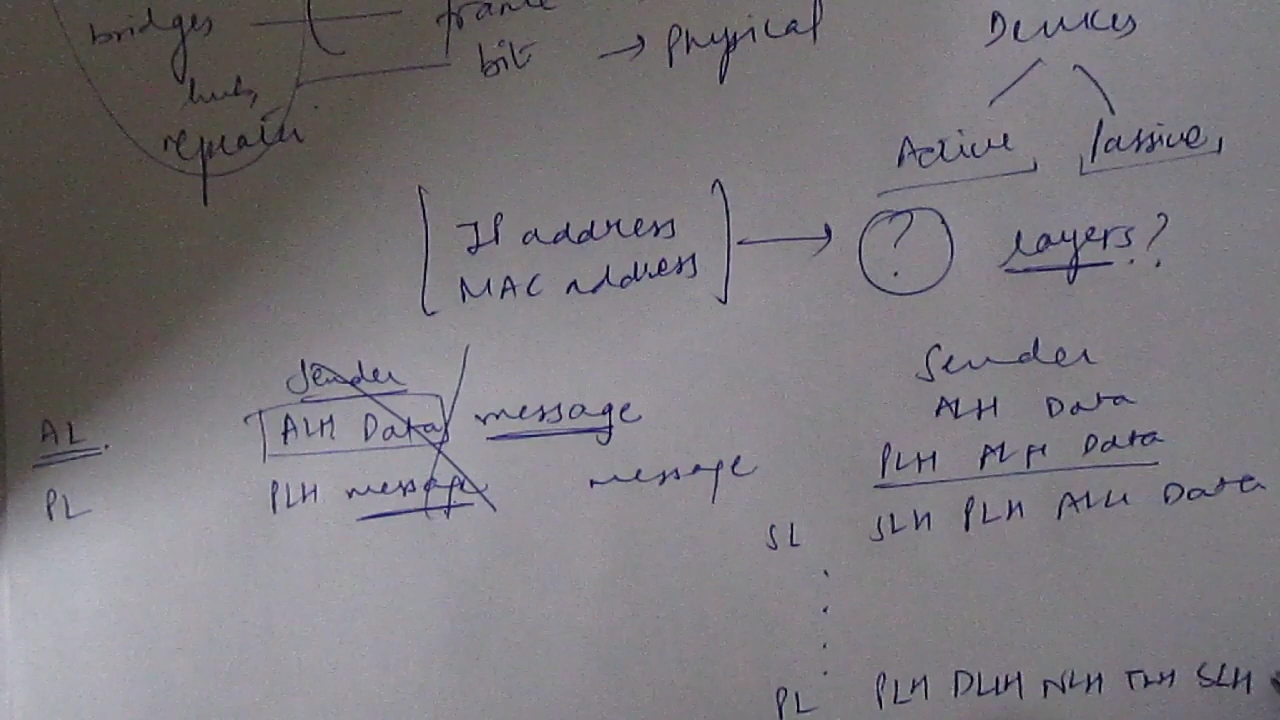 bridges frame
bit → Physical
hub,
repeater
Devices
Active, Passive,
IP address
MAC address
→ ? layers??
Sender
AL. ALH Data message
PL PLH message message
Sender
ALH Data
PLH ALH Data
SL SLH PLH ALH Data
PL PLH DLLH NLH TLH SLH